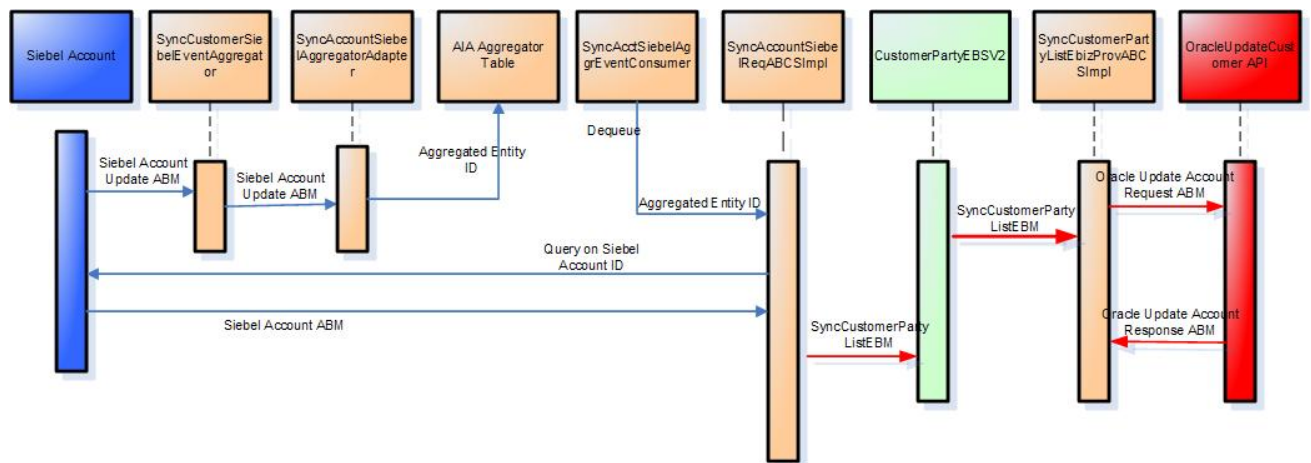 Siebel Account
SyncCustomerSie
belEventAggregat
or
SyncAccountSiebe
lAggregatorAdapte
r
AIA Aggregator
Table
SyncAcctSiebelAg
grEventConsumer
SyncAccountSiebe
lReqABCSImpl
CustomerPartyEBSV2
SyncCustomerPart
yListEbizProvABC
SImpl
OracleUpdateCust
omer API
Siebel Account
Update ABM
Siebel Account
Update ABM
Aggregated Entity
ID
Dequeue
Aggregated Entity ID
Query on Siebel
Account ID
Siebel Account ABM
SyncCustomerParty
ListEBM
SyncCustomerParty
ListEBM
Oracle Update Account
Request ABM
Oracle Update Account
Response ABM